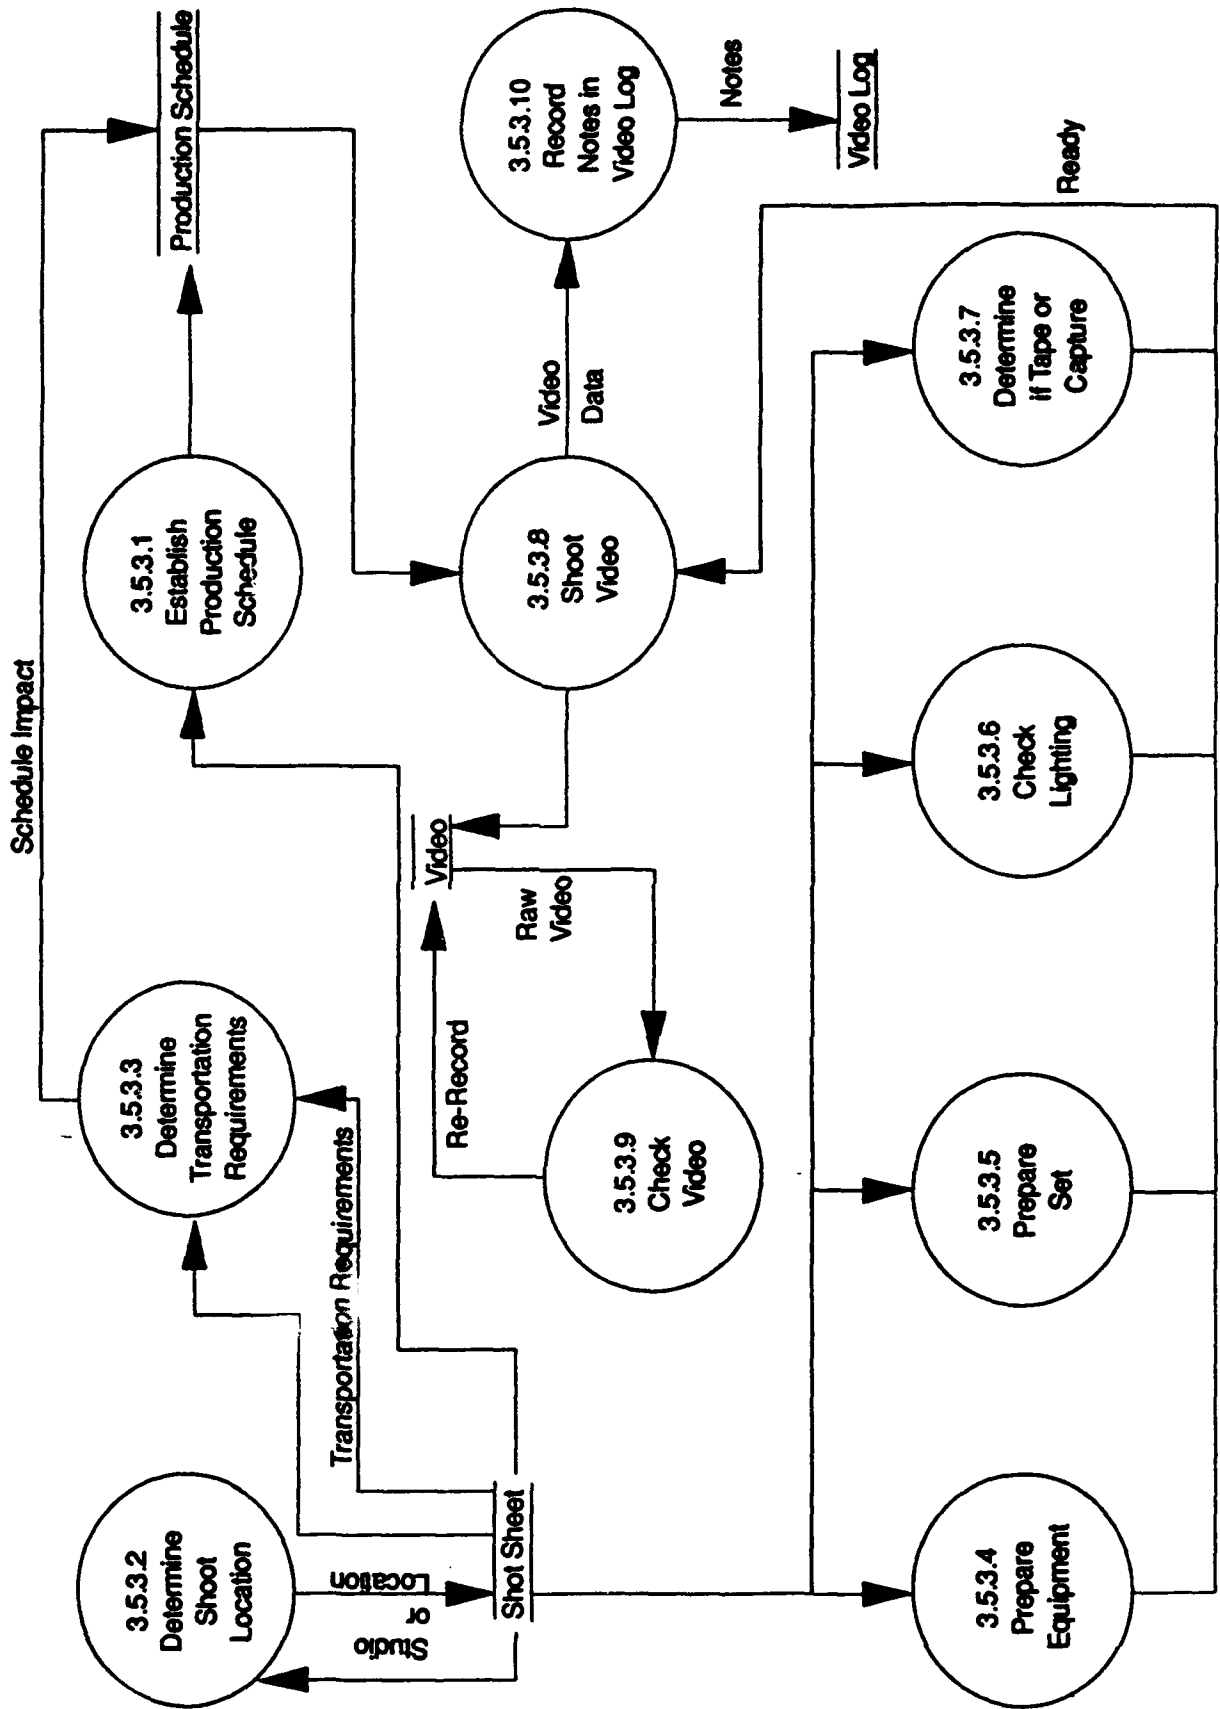 Schedule Impact
3.5.3.2
Determine
Shoot
Location
3.5.3.3
Determine
Transportation
Requirements
3.5.3.1
Establish
Production
Schedule
Production Schedule
Studio
or
Location
Transportation Requirements
Shot Sheet
Re-Record
Video
Raw
Video
3.5.3.9
Check
Video
3.5.3.8
Shoot
Video
Video
Data
3.5.3.10
Record
Notes in
Video Log
Notes
Video Log
3.5.3.4
Prepare
Equipment
3.5.3.5
Prepare
Set
3.5.3.6
Check
Lighting
3.5.3.7
Determine
if Tape or
Capture
Ready